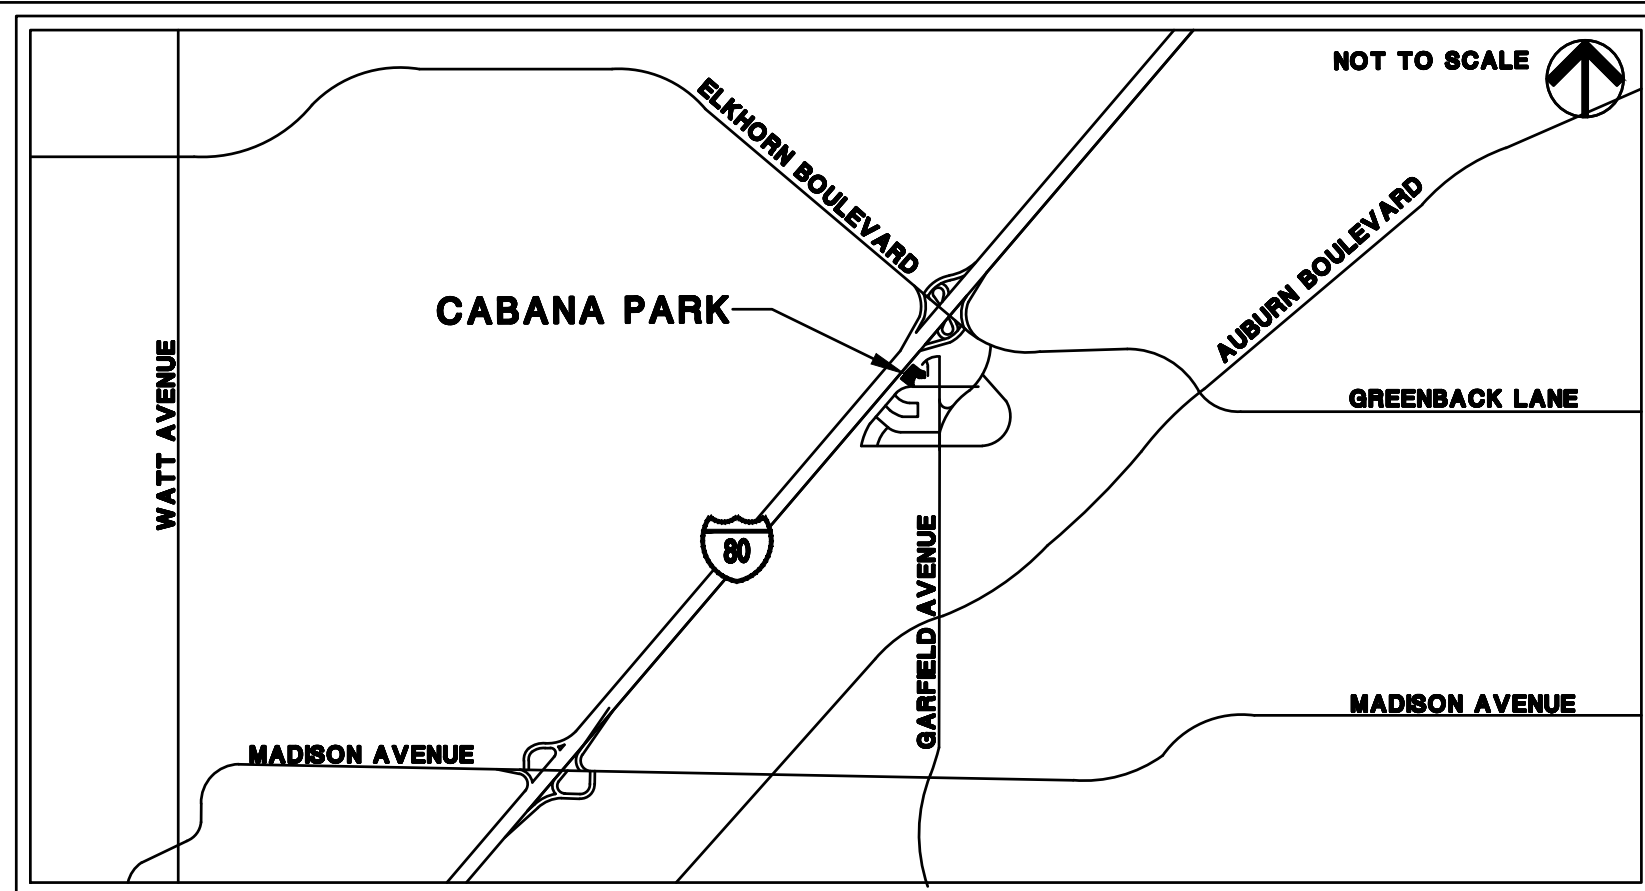 NOT TO SCALE
ELKHORN BOULEVARD
AUBURN BOULEVARD
CABANA PARK
WATT AVENUE
GREENBACK LANE
80
GARFIELD AVENUE
MADISON AVENUE
MADISON AVENUE